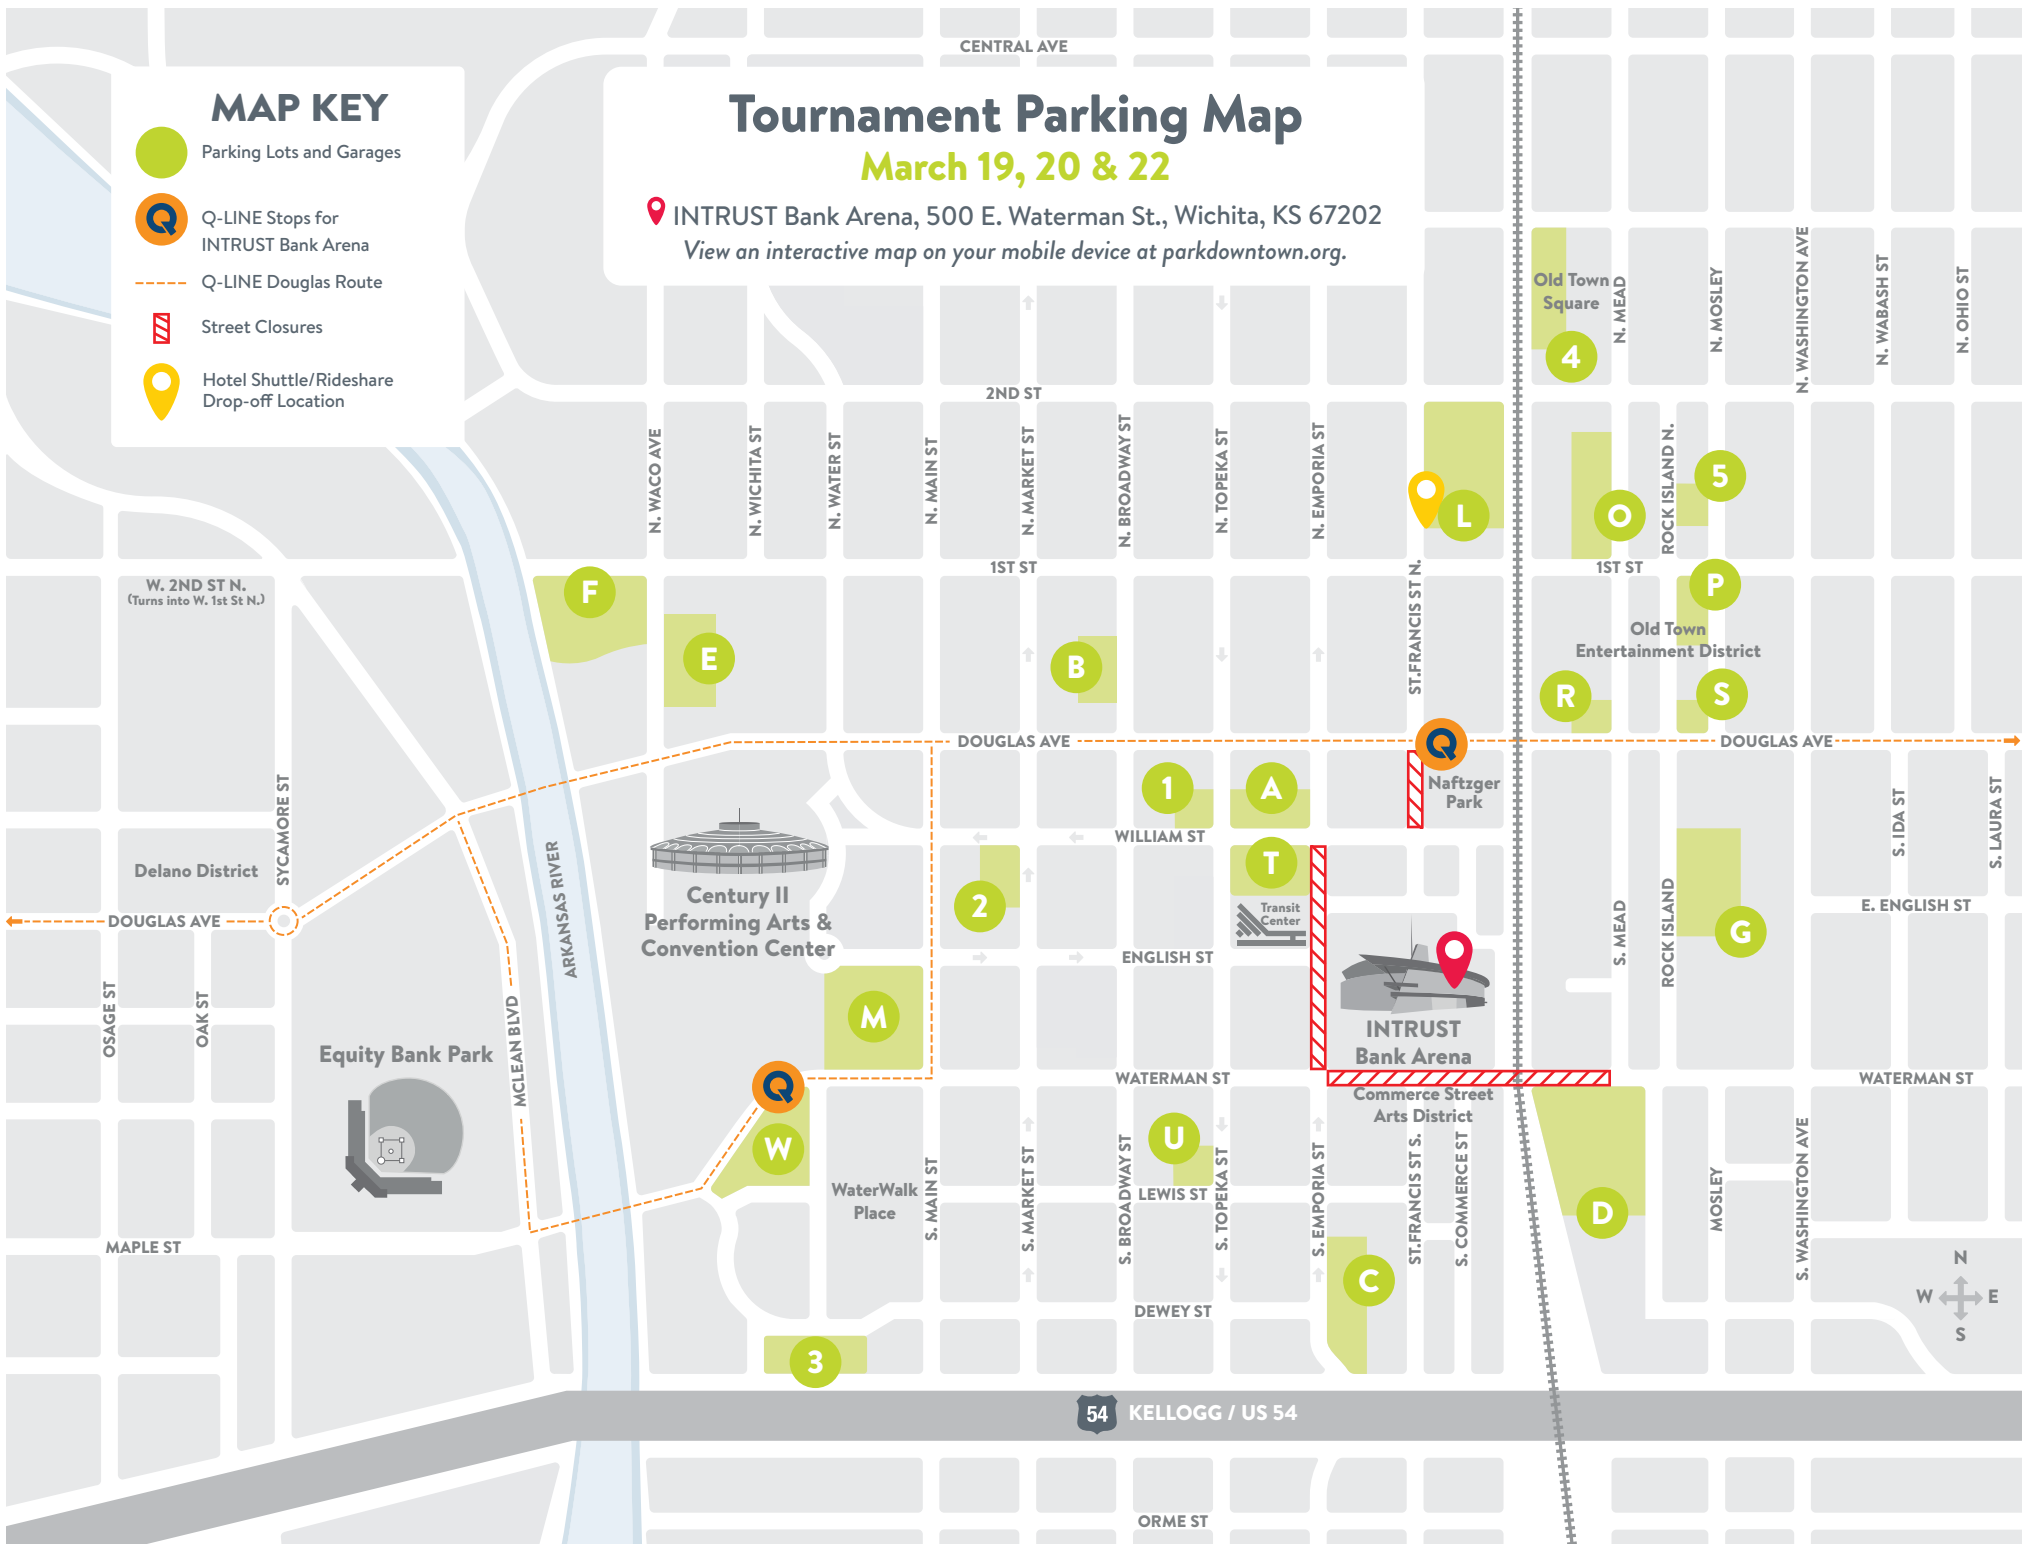 CENTRAL AVE
MAP KEY
Parking Lots and Garages
Q
Q-LINE Stops for
INTRUST Bank Arena
Q-LINE Douglas Route
Street Closures
Hotel Shuttle/Rideshare
Drop-off Location
Tournament Parking Map
March 19, 20 & 22
INTRUST Bank Arena, 500 E. Waterman St., Wichita, KS 67202
View an interactive map on your mobile device at parkdowntown.org.
Old Town
Square
4
N. MEAD
N. MOSLEY
N. WASHINGTON AVE
N. WABASH ST
N. OHIO ST
2ND ST
N. WACO AVE
N. WICHITA ST
N. WATER ST
N. MAIN ST
N. MARKET ST
N. BROADWAY ST
N. TOPEKA ST
N. EMPORIA ST
L
O
ROCK ISLAND N.
5
W. 2ND ST N.
(Turns into W. 1st St N.)
1ST ST
1ST ST
F
E
B
ST.FRANCIS ST N.
P
Old Town
Entertainment District
R
S
DOUGLAS AVE
Q
DOUGLAS AVE
Naftzger
Park
1
A
WILLIAM ST
T
Transit
Center
2
SYCAMORE ST
Delano District
DOUGLAS AVE
ARKANSAS RIVER
Century II
Performing Arts &
Convention Center
S. IDA ST
S. LAURA ST
E. ENGLISH ST
G
S. MEAD
ROCK ISLAND
ENGLISH ST
OSAGE ST
OAK ST
MCLEAN BLVD
Equity Bank Park
M
INTRUST
Bank Arena
WATERMAN ST
WATERMAN ST
Q
W
Commerce Street
Arts District
U
LEWIS ST
WaterWalk
Place
S. MAIN ST
S. MARKET ST
S. BROADWAY ST
S. TOPEKA ST
S. EMPORIA ST
ST.FRANCIS ST S.
S. COMMERCE ST
D
MOSLEY
S. WASHINGTON AVE
MAPLE ST
C
N
W
E
S
DEWEY ST
3
54
KELLOGG / US 54
ORME ST